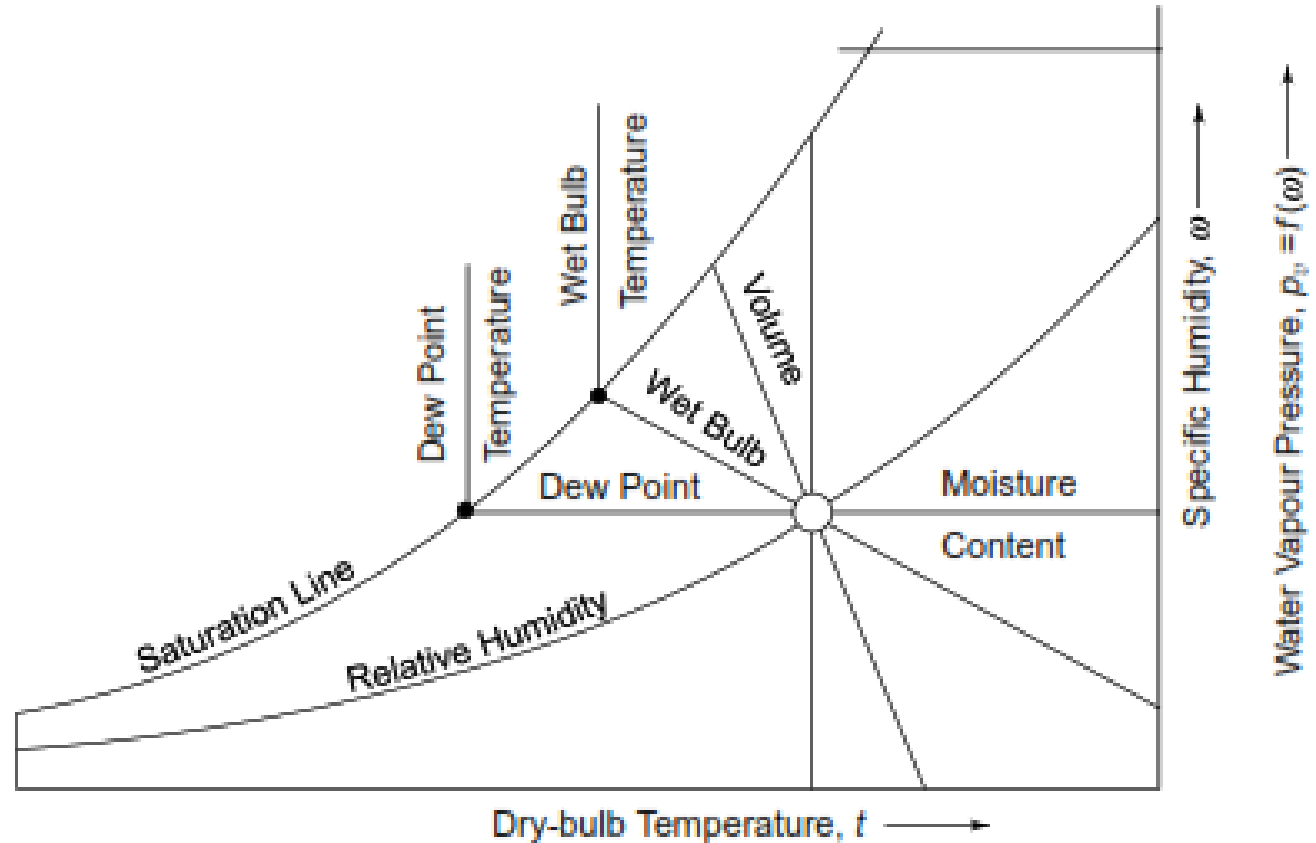 Wet Bulb
Temperature
Dew Point
Temperature
Volume
Wet Bulb
Dew Point
Moisture
Content
Saturation Line
Relative Humidity
Specific Humidity, ω
Water Vapour Pressure, pᵥ = f(ω)
Dry-bulb Temperature, t